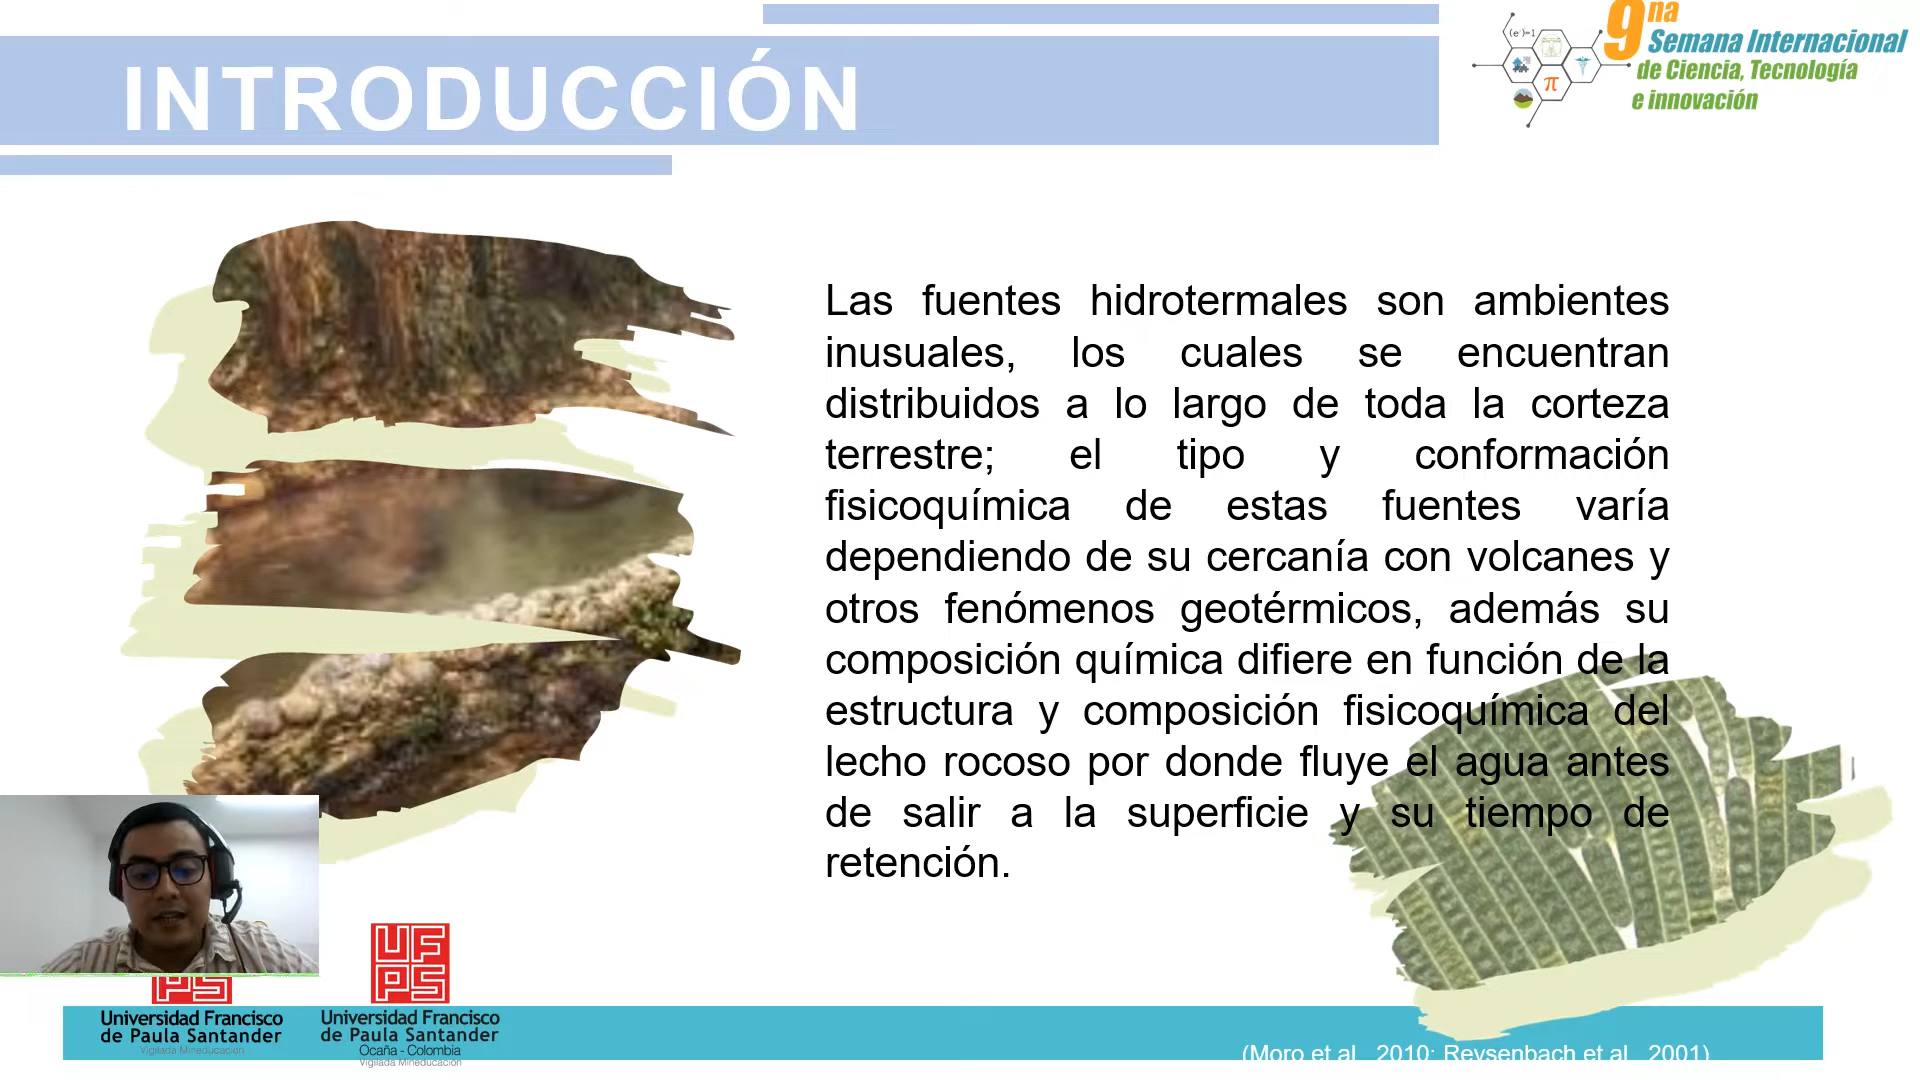 INTRODUCCIÓN
9na
Semana Internacional
de Ciencia, Tecnología
e innovación
(e^i)=1
π
Las fuentes hidrotermales son ambientes
inusuales, los cuales se encuentran
distribuidos a lo largo de toda la corteza
terrestre; el tipo y conformación
fisicoquímica de estas fuentes varía
dependiendo de su cercanía con volcanes y
otros fenómenos geotérmicos, además su
composición química difiere en función de la
estructura y composición fisicoquímica del
lecho rocoso por donde fluye el agua antes
de salir a la superficie y su tiempo de
retención.
PS
Universidad Francisco
de Paula Santander
Vigilada Mineducación
UF
PS
Universidad Francisco
de Paula Santander
Ocaña - Colombia
Vigilada Mineducación
(Moro et al., 2010; Reysenbach et al., 2001)